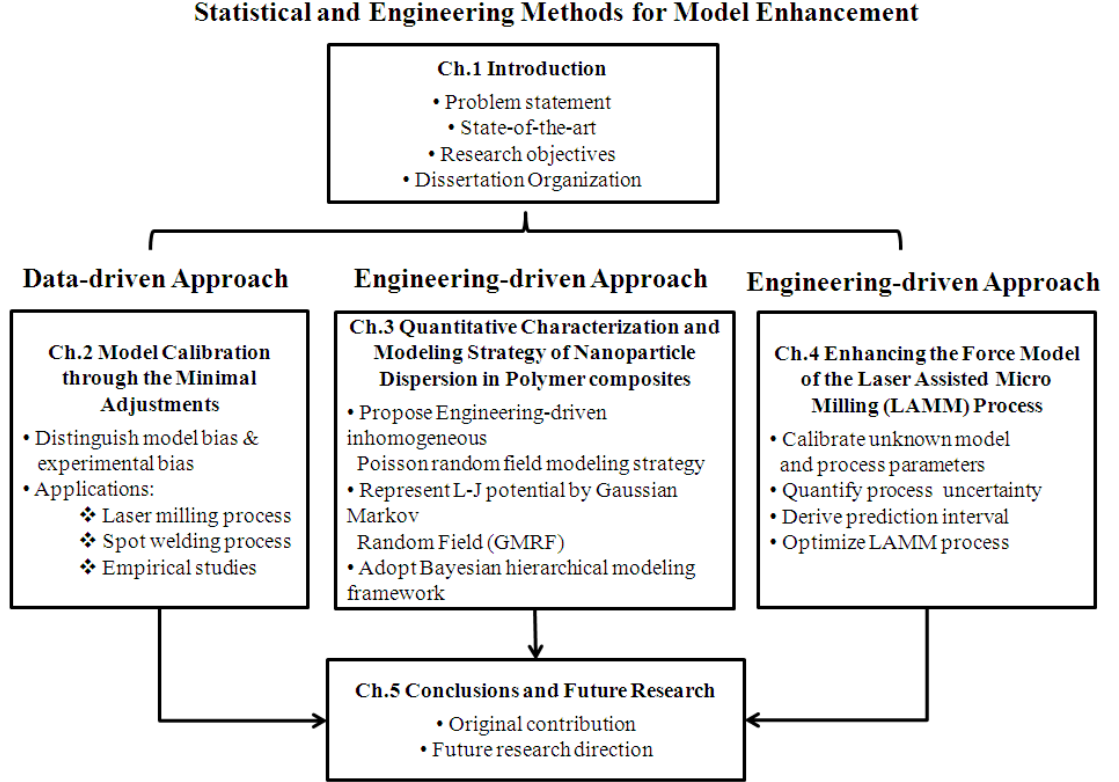 Statistical and Engineering Methods for Model Enhancement
Ch.1 Introduction
• Problem statement
• State-of-the-art
• Research objectives
• Dissertation Organization
Data-driven Approach
Ch.2 Model Calibration
through the Minimal
Adjustments
• Distinguish model bias &
experimental bias
• Applications:
❖ Laser milling process
❖ Spot welding process
❖ Empirical studies
Engineering-driven Approach
Ch.3 Quantitative Characterization and
Modeling Strategy of Nanoparticle
Dispersion in Polymer composites
• Propose Engineering-driven
inhomogeneous
Poisson random field modeling strategy
• Represent L-J potential by Gaussian
Markov
Random Field (GMRF)
• Adopt Bayesian hierarchical modeling
framework
Engineering-driven Approach
Ch.4 Enhancing the Force Model
of the Laser Assisted Micro
Milling (LAMM) Process
• Calibrate unknown model
and process parameters
• Quantify process uncertainty
• Derive prediction interval
• Optimize LAMM process
Ch.5 Conclusions and Future Research
• Original contribution
• Future research direction